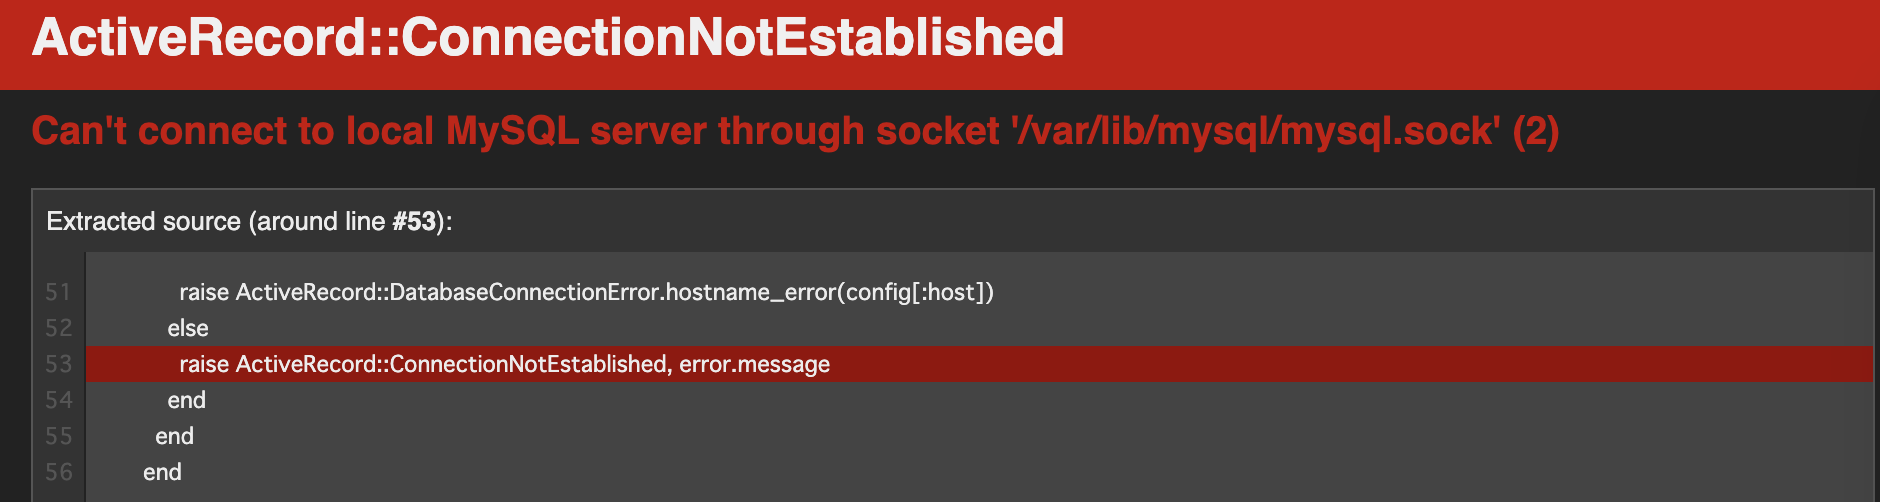 ActiveRecord::ConnectionNotEstablished
Can't connect to local MySQL server through socket '/var/lib/mysql/mysql.sock' (2)
Extracted source (around line #53):
51 raise ActiveRecord::DatabaseConnectionError.hostname_error(config[:host])
52 else
53 raise ActiveRecord::ConnectionNotEstablished, error.message
54 end
55 end
56 end